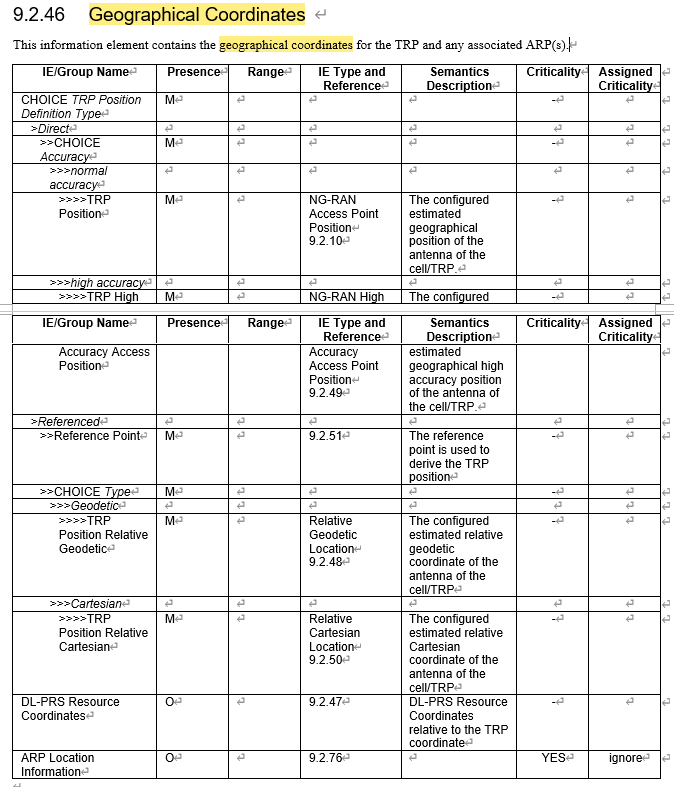 9.2.46 Geographical Coordinates
This information element contains the geographical coordinates for the TRP and any associated ARP(s).
IE/Group Name Presence Range IE Type and Reference Semantics Description Criticality Assigned Criticality
CHOICE TRP Position Definition Type M -
>Direct
>>CHOICE Accuracy M -
>>>normal accuracy
>>>>TRP Position M NG-RAN Access Point Position 9.2.10 The configured estimated geographical position of the antenna of the cell/TRP. -
>>>high accuracy
>>>>TRP High M NG-RAN High The configured -
IE/Group Name Presence Range IE Type and Reference Semantics Description Criticality Assigned Criticality
Accuracy Access Position Accuracy Access Point Position 9.2.49 estimated geographical high accuracy position of the antenna of the cell/TRP.
>Referenced
>>Reference Point M 9.2.51 The reference point is used to derive the TRP position -
>>CHOICE Type M -
>>>Geodetic
>>>>TRP Position Relative Geodetic M Relative Geodetic Location 9.2.48 The configured estimated relative geodetic coordinate of the antenna of the cell/TRP -
>>>Cartesian
>>>>TRP Position Relative Cartesian M Relative Cartesian Location 9.2.50 The configured estimated relative Cartesian coordinate of the antenna of the cell/TRP -
DL-PRS Resource Coordinates O 9.2.47 DL-PRS Resource Coordinates relative to the TRP coordinate -
ARP Location Information O 9.2.76 YES ignore